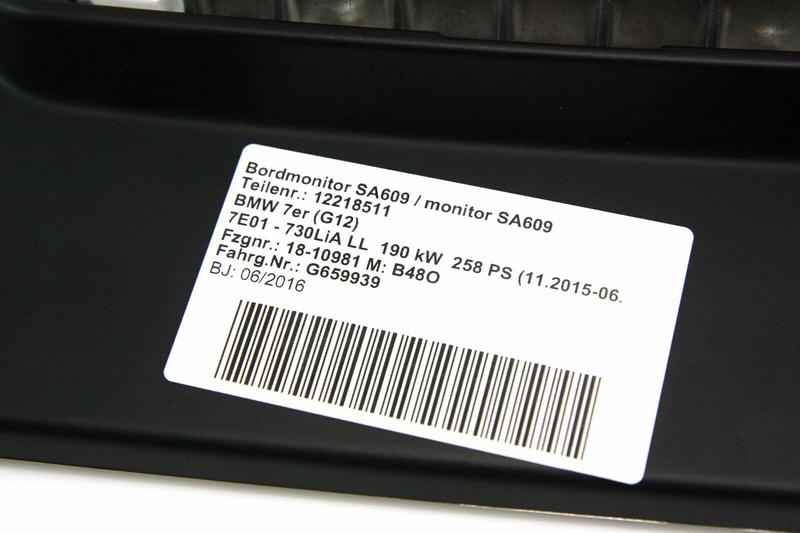 Bordmonitor SA609 / monitor SA609
Teilenr.: 12218511
BMW 7er (G12)
7E01 - 730LiA LL 190 kW 258 PS (11.2015-06.
Fzgnr.: 18-10981 M: B48O
Fahrg.Nr.: G659939
BJ: 06/2016